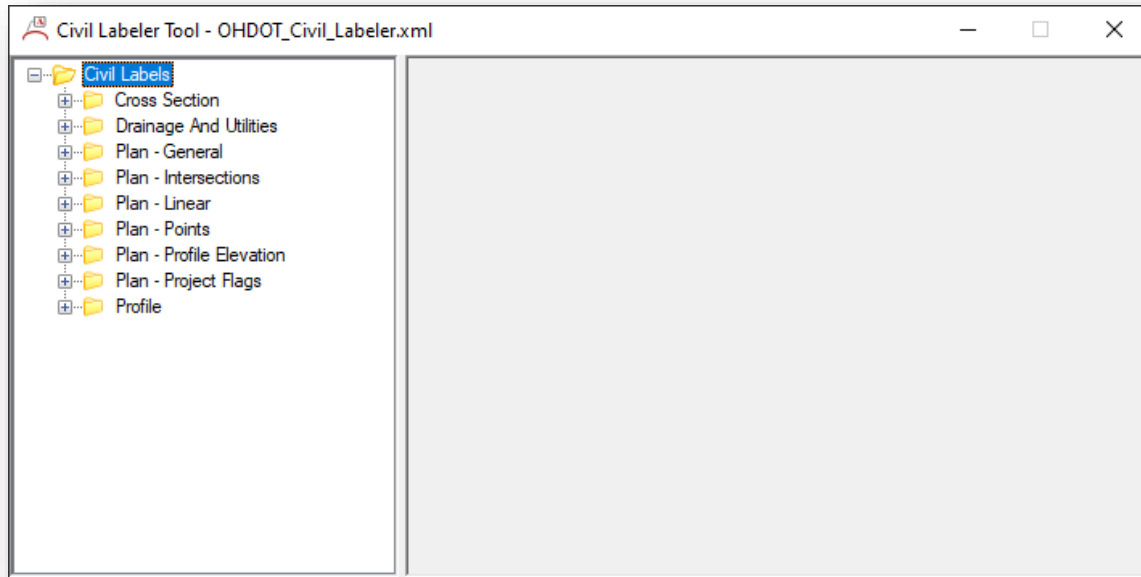 Civil Labeler Tool - OHDOT_Civil_Labeler.xml
Civil Labels
Cross Section
Drainage And Utilities
Plan - General
Plan - Intersections
Plan - Linear
Plan - Points
Plan - Profile Elevation
Plan - Project Flags
Profile